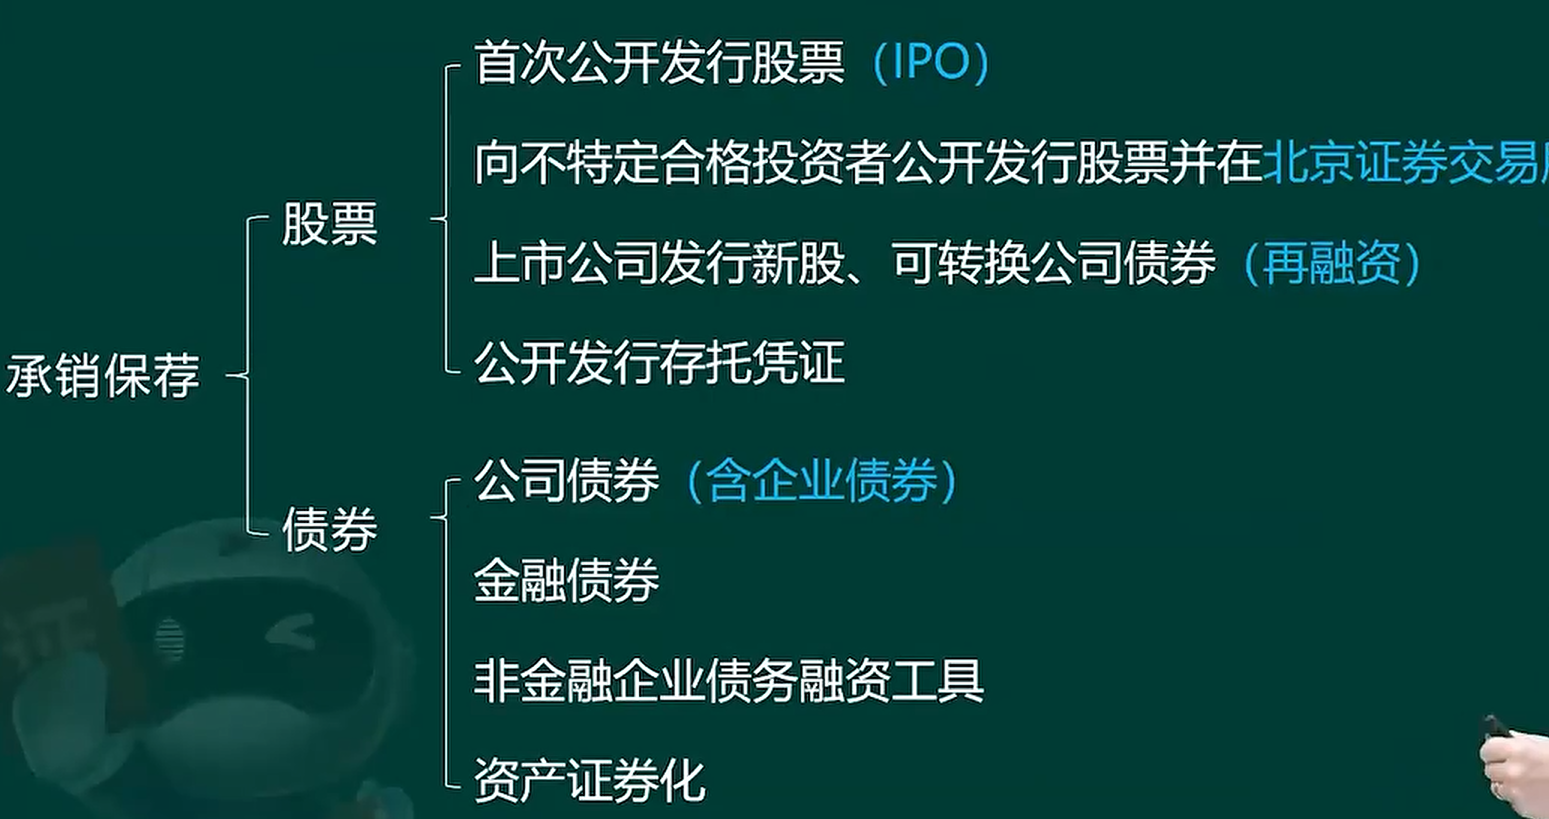 首次公开发行股票（IPO）
向不特定合格投资者公开发行股票并在北京证券交易
上市公司发行新股、可转换公司债券（再融资）
股票
公开发行存托凭证
承销保荐
公司债券（含企业债券）
债券
金融债券
非金融企业债务融资工具
资产证券化
证